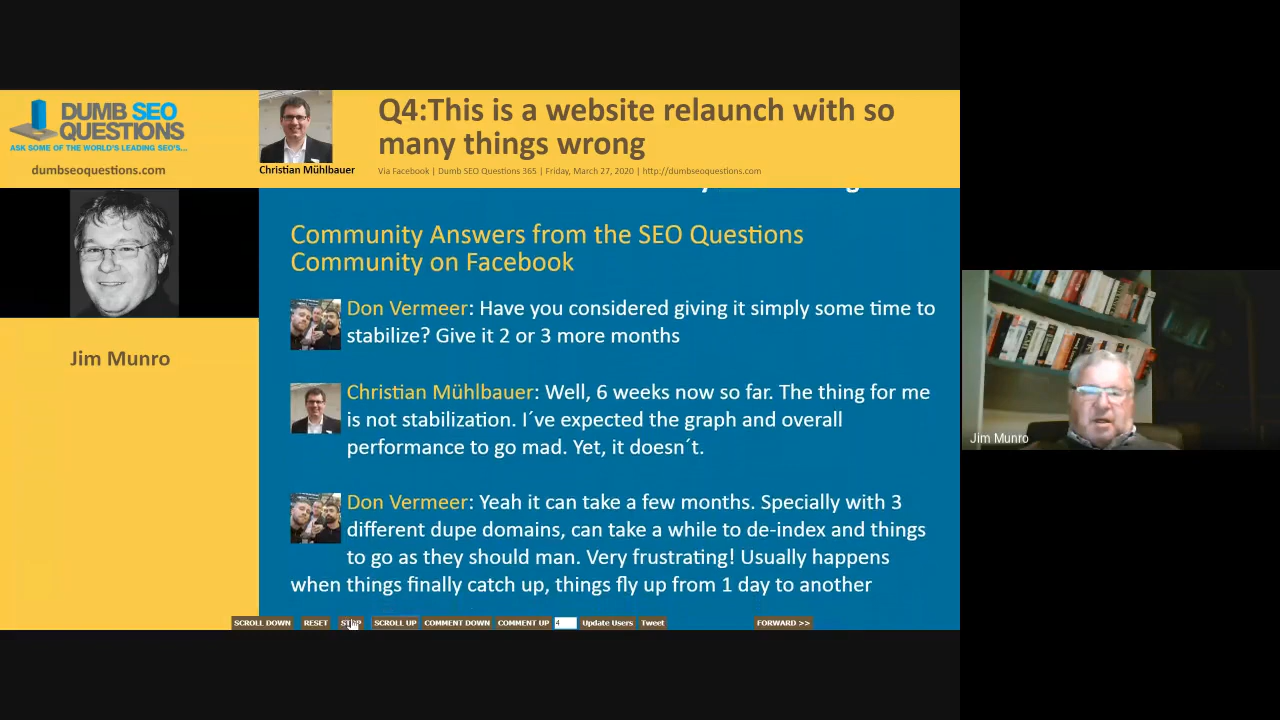 DUMB SEO
QUESTIONS
ASK SOME OF THE WORLD'S LEADING SEO'S...
dumbseoquestions.com
Christian Mühlbauer
Q4:This is a website relaunch with so
many things wrong
Via Facebook | Dumb SEO Questions 365 | Friday, March 27, 2020 | http://dumbseoquestions.com
Jim Munro
Community Answers from the SEO Questions
Community on Facebook
Don Vermeer: Have you considered giving it simply some time to
stabilize? Give it 2 or 3 more months
Christian Mühlbauer: Well, 6 weeks now so far. The thing for me
is not stabilization. I´ve expected the graph and overall
performance to go mad. Yet, it doesn´t.
Don Vermeer: Yeah it can take a few months. Specially with 3
different dupe domains, can take a while to de-index and things
to go as they should man. Very frustrating! Usually happens
when things finally catch up, things fly up from 1 day to another
SCROLL DOWN RESET STOP SCROLL UP COMMENT DOWN COMMENT UP 4 Update Users Tweet FORWARD >>
Jim Munro